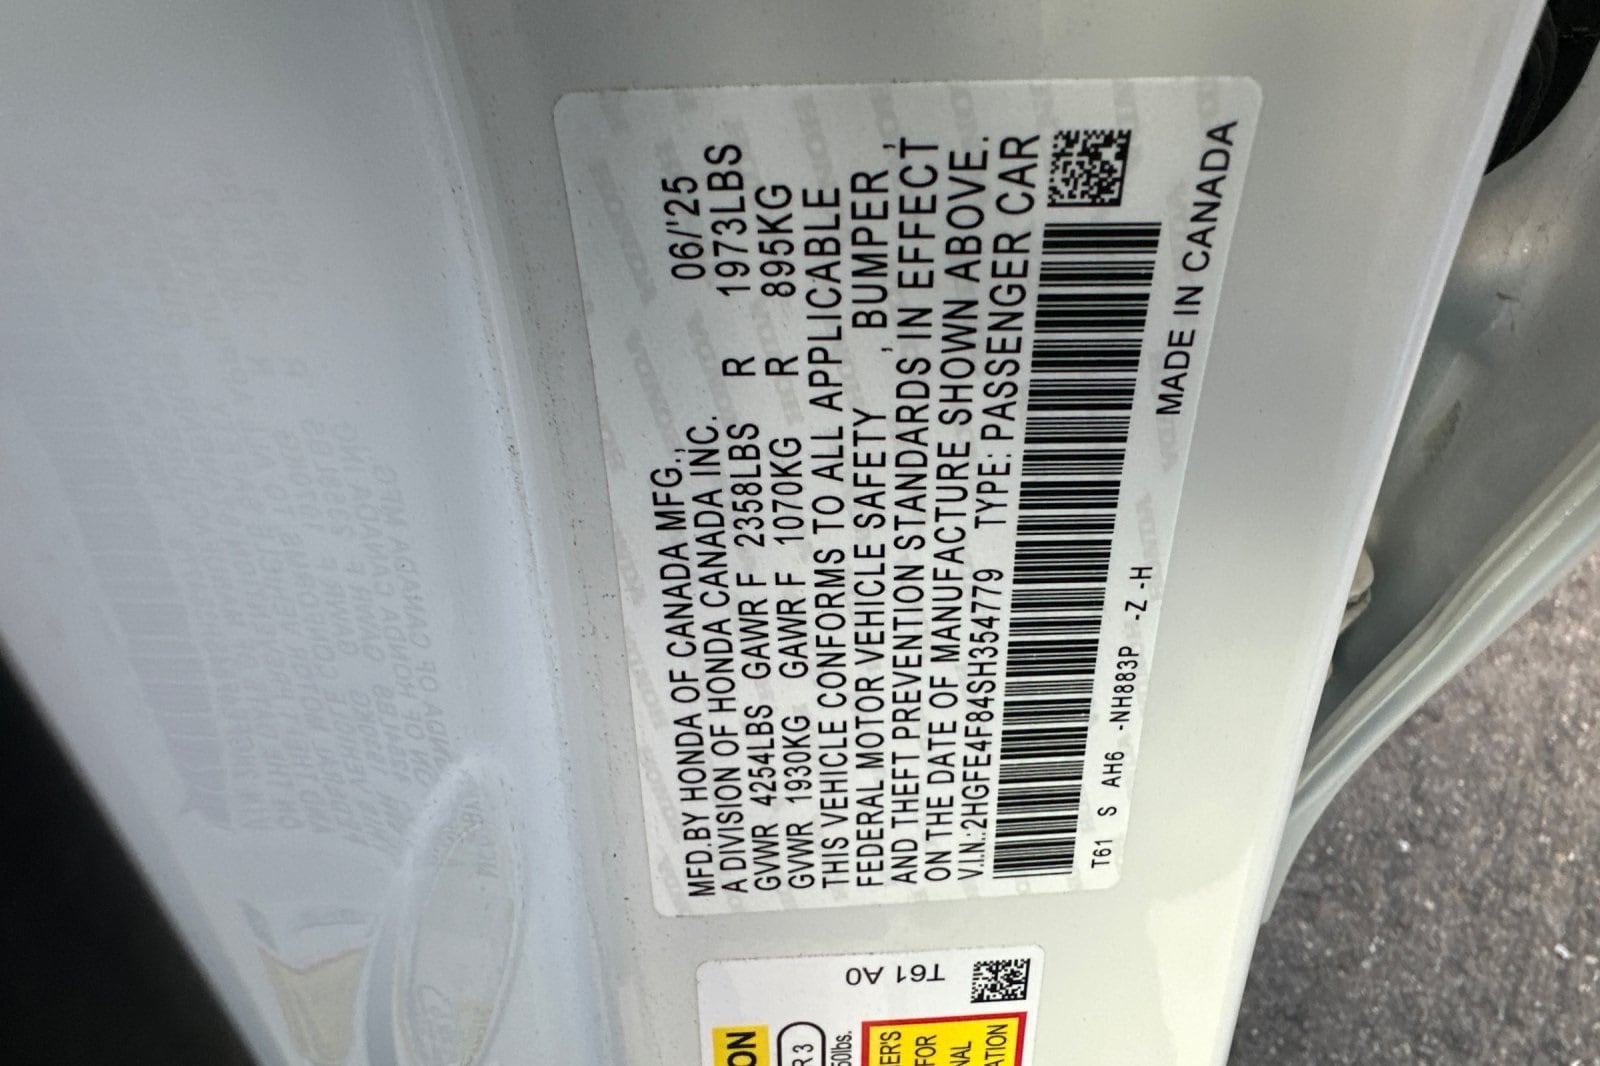 MFD.BY HONDA OF CANADA MFG., 06/'25
A DIVISION OF HONDA CANADA INC.
GVWR 4254LBS GAWR F 2358LBS R 1973LBS
GVWR 1930KG GAWR F 1070KG R 895KG
THIS VEHICLE CONFORMS TO ALL APPLICABLE
FEDERAL MOTOR VEHICLE SAFETY , BUMPER ,
AND THEFT PREVENTION STANDARDS IN EFFECT
ON THE DATE OF MANUFACTURE SHOWN ABOVE.
V.I.N.:2HGFE4F84SH354779 TYPE: PASSENGER CAR
T61 S AH6 -NH883P -Z -H
MADE IN CANADA
T61 A0